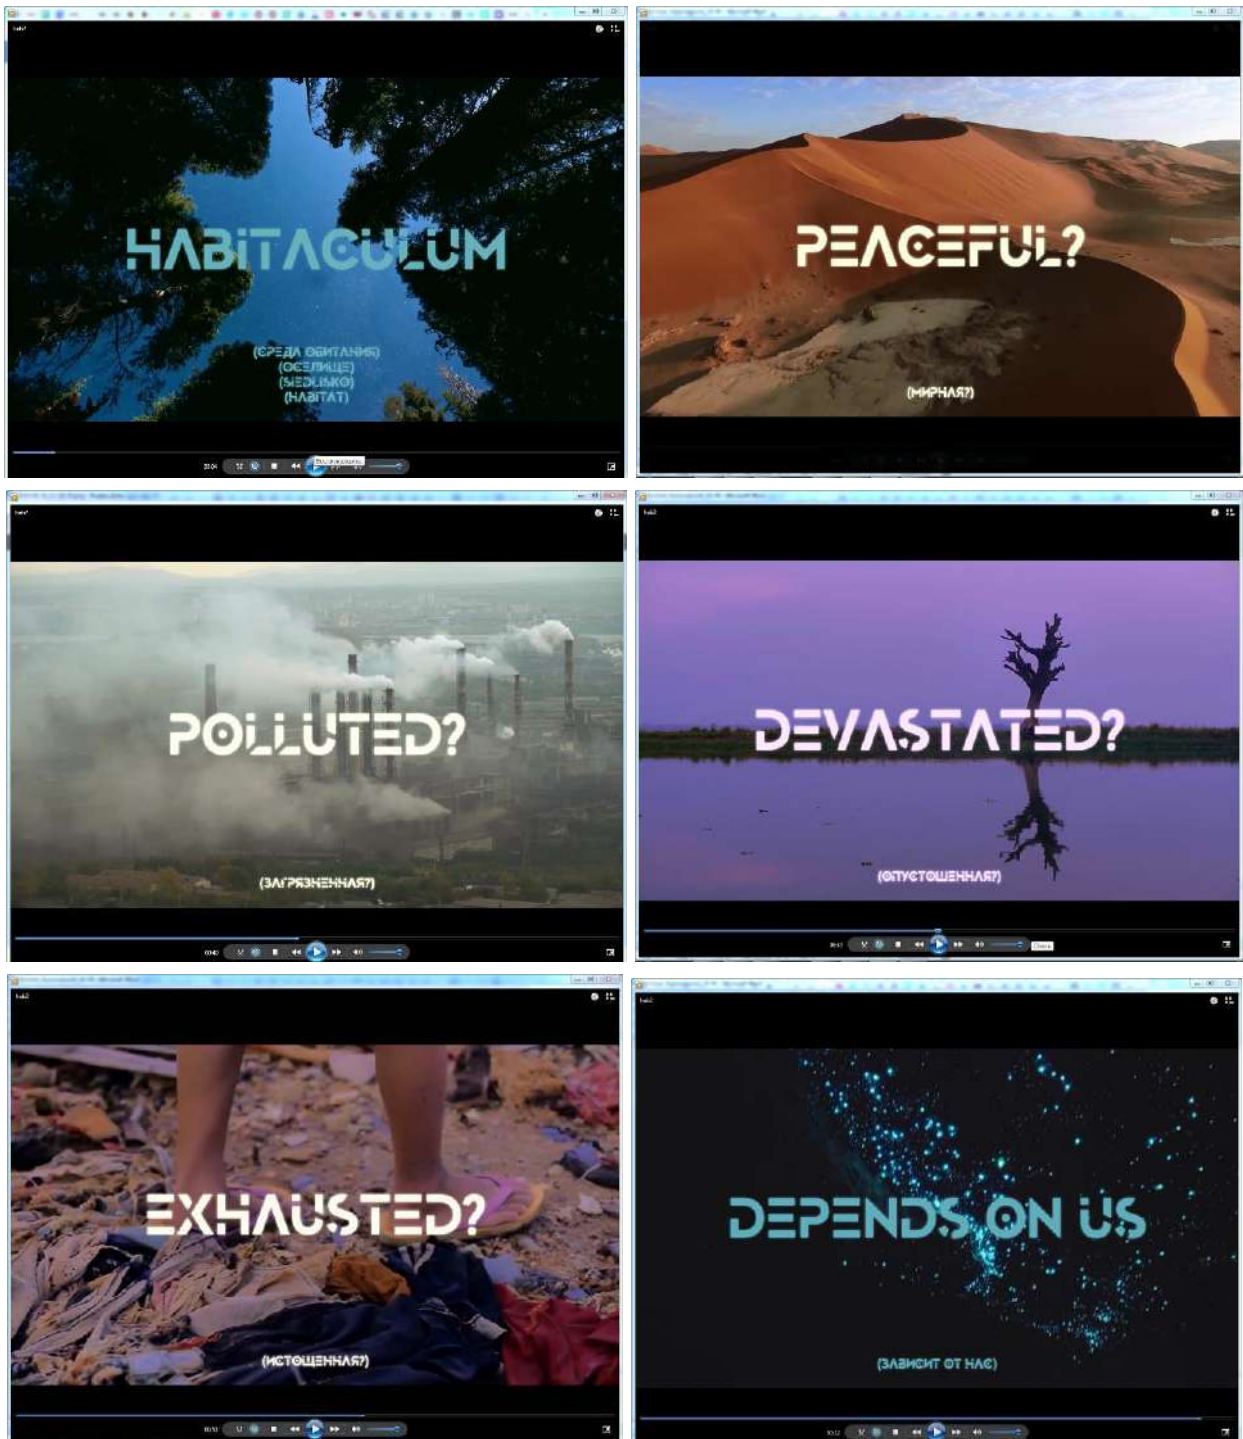 HABITACULUM
(СРЕДА ОБИТАНИЯ)
(ОСЕЛИЩЕ)
(SIEDLISKO)
(HABITAT)
PEACEFUL?
(МИРНАЯ?)
POLLUTED?
(ЗАГРЯЗНЕННАЯ?)
DEVASTATED?
(ОПУСТОШЕННАЯ?)
EXHAUSTED?
(ИСТОЩЕННАЯ?)
DEPENDS ON US
(ЗАВИСИТ ОТ НАС)